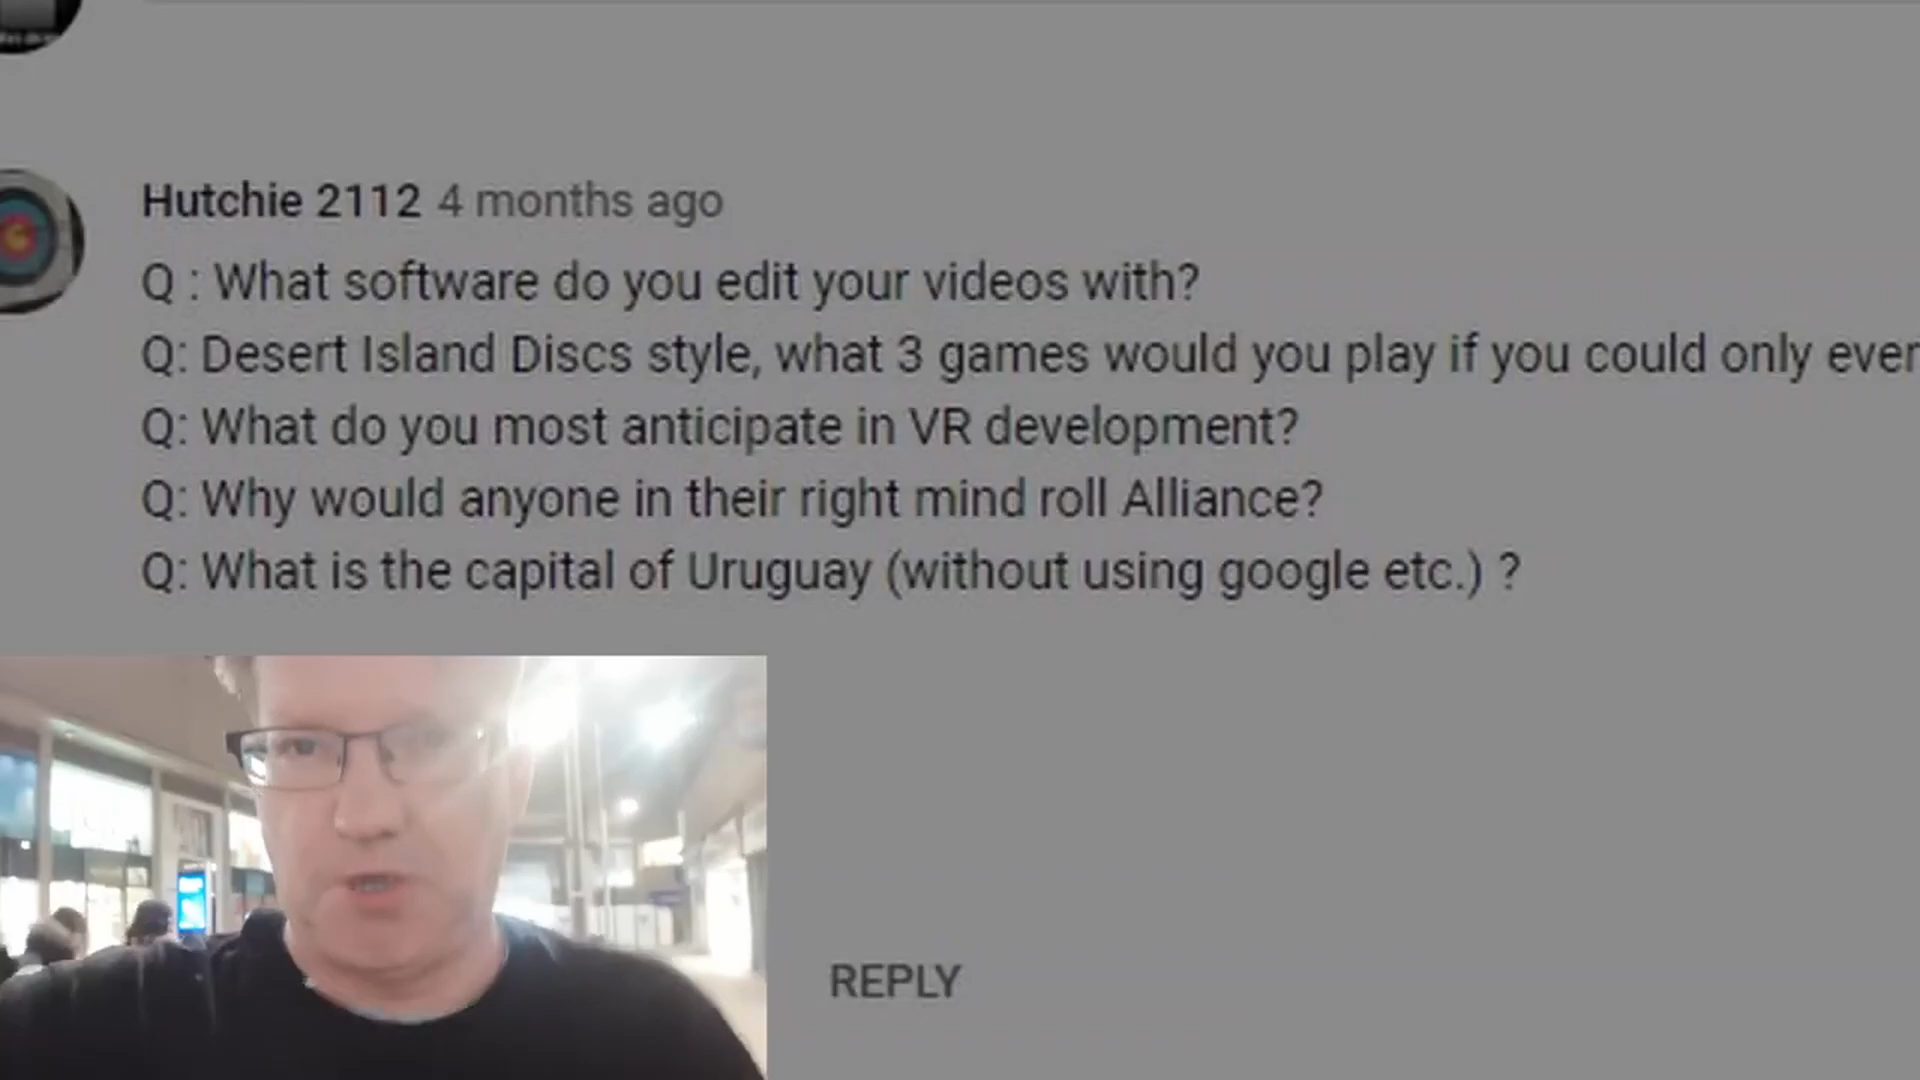 Hutchie 2112 4 months ago
Q : What software do you edit your videos with?
Q: Desert Island Discs style, what 3 games would you play if you could only ever
Q: What do you most anticipate in VR development?
Q: Why would anyone in their right mind roll Alliance?
Q: What is the capital of Uruguay (without using google etc.) ?
REPLY